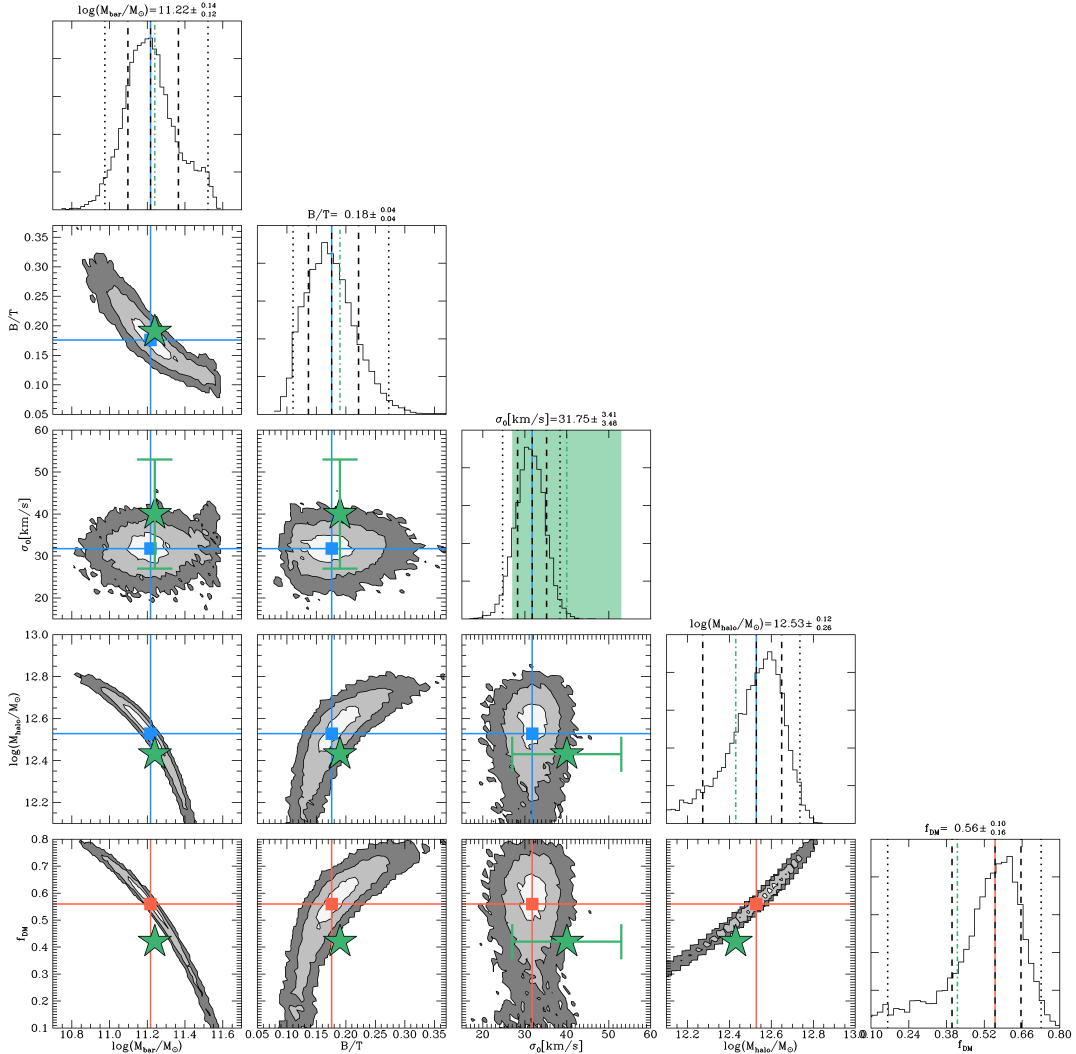 log(M_bar/M_⊙)=11.22± 0.14 0.12
B/T= 0.18± 0.04 0.04
0.35
0.30
0.25
0.20
0.15
0.10
0.05
B/T
σ₀[km/s]=31.75± 3.41 3.48
60
50
40
30
20
σ₀[km/s]
log(M_halo/M_⊙)=12.53± 0.12 0.26
13.0
12.8
12.6
12.4
12.2
log(M_halo/M_⊙)
f_DM= 0.56± 0.10 0.16
0.8
0.7
0.6
0.5
0.4
0.3
0.2
0.1
f_DM
10.8 11.0 11.2 11.4 11.6
0.05 0.10 0.15 0.20 0.25 0.30 0.35
20 30 40 50 60
12.2 12.4 12.6 12.8 13.0
0.10 0.24 0.38 0.52 0.66 0.80
log(M_bar/M_⊙) B/T σ₀[km/s] log(M_halo/M_⊙) f_DM